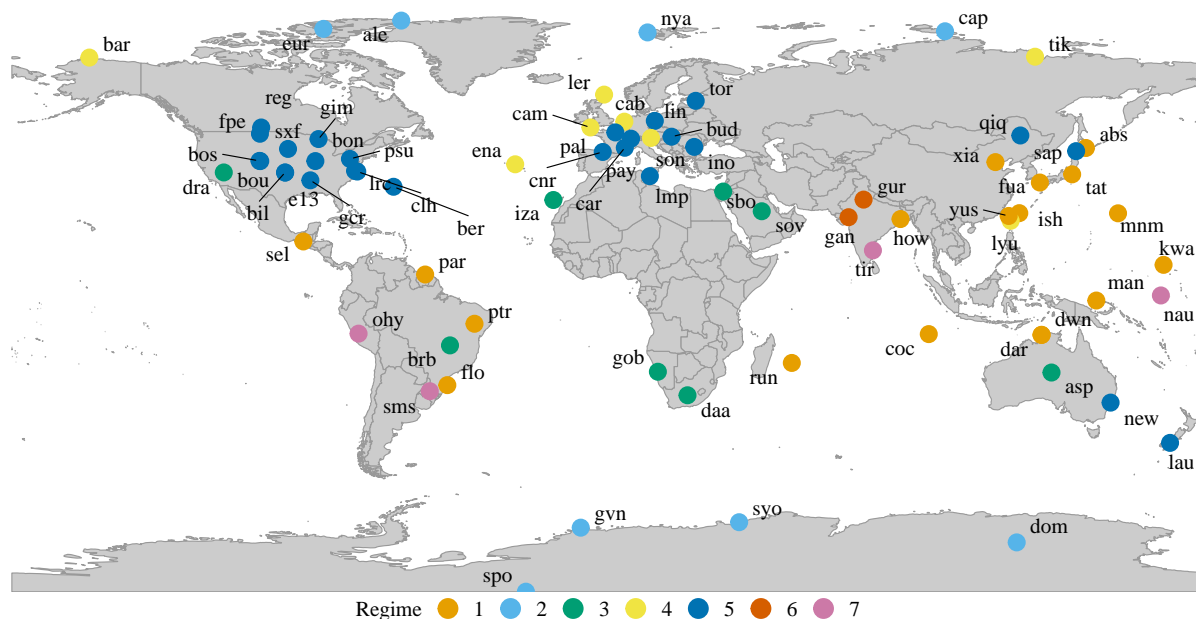 cap
nya
ale
eur
bar
tik
ler
tor
reg
cab
lin
gim
cam
fpe
sxf
bud
qiq
abs
bon
psu
bos
ena
pal
son
ino
xia
sap
dra
bou
lrc
cnr
pay
gur
fua
tat
bil
e13
clh
iza
car
lmp
sbo
yus
gcr
ber
sov
gan
how
ish
mnm
sel
lyu
kwa
par
tir
man
nau
ohy
ptr
dwn
brb
gob
run
coc
dar
flo
asp
sms
daa
new
lau
gvn
syo
dom
spo
Regime 1 2 3 4 5 6 7